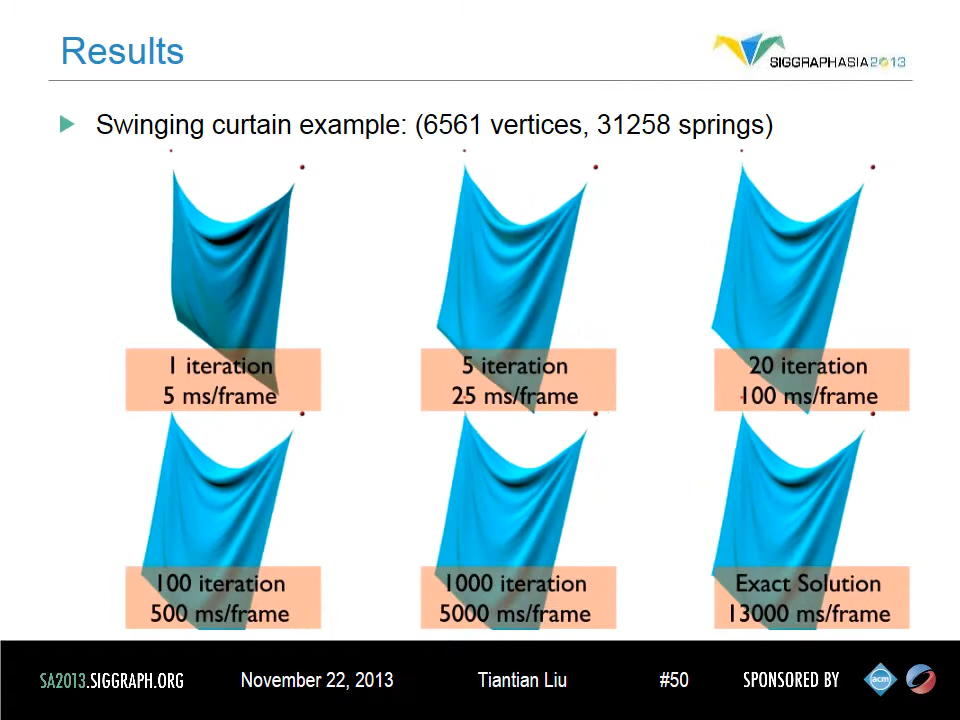 Results
SIGGRAPHASIA2013
Swinging curtain example: (6561 vertices, 31258 springs)
1 iteration
5 ms/frame
5 iteration
25 ms/frame
20 iteration
100 ms/frame
100 iteration
500 ms/frame
1000 iteration
5000 ms/frame
Exact Solution
13000 ms/frame
SA2013.SIGGRAPH.ORG
November 22, 2013
Tiantian Liu
#50
SPONSORED BY
acm